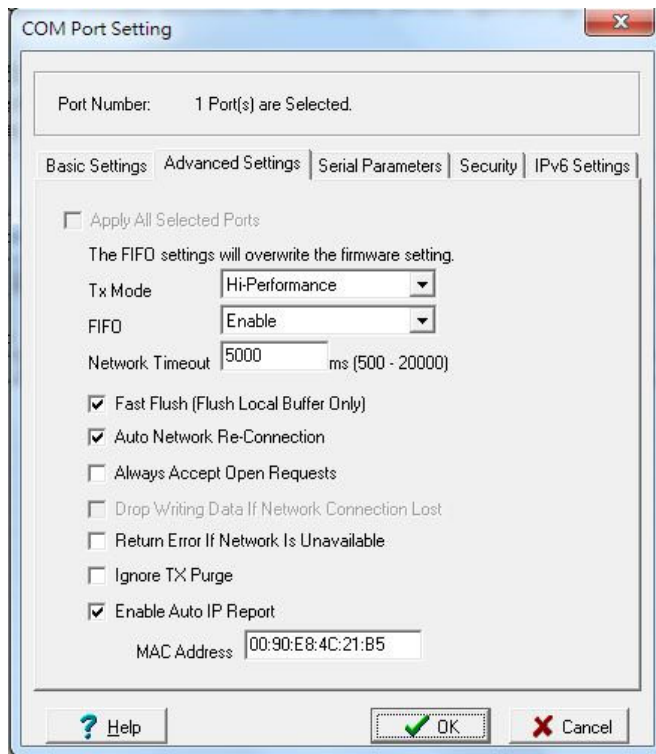 COM Port Setting
Port Number: 1 Port(s) are Selected.
Basic Settings Advanced Settings Serial Parameters Security IPv6 Settings
Apply All Selected Ports
The FIFO settings will overwrite the firmware setting.
Tx Mode Hi-Performance
FIFO Enable
Network Timeout 5000 ms (500 - 20000)
Fast Flush (Flush Local Buffer Only)
Auto Network Re-Connection
Always Accept Open Requests
Drop Writing Data If Network Connection Lost
Return Error If Network Is Unavailable
Ignore TX Purge
Enable Auto IP Report
MAC Address 00:90:E8:4C:21:B5
? Help OK Cancel